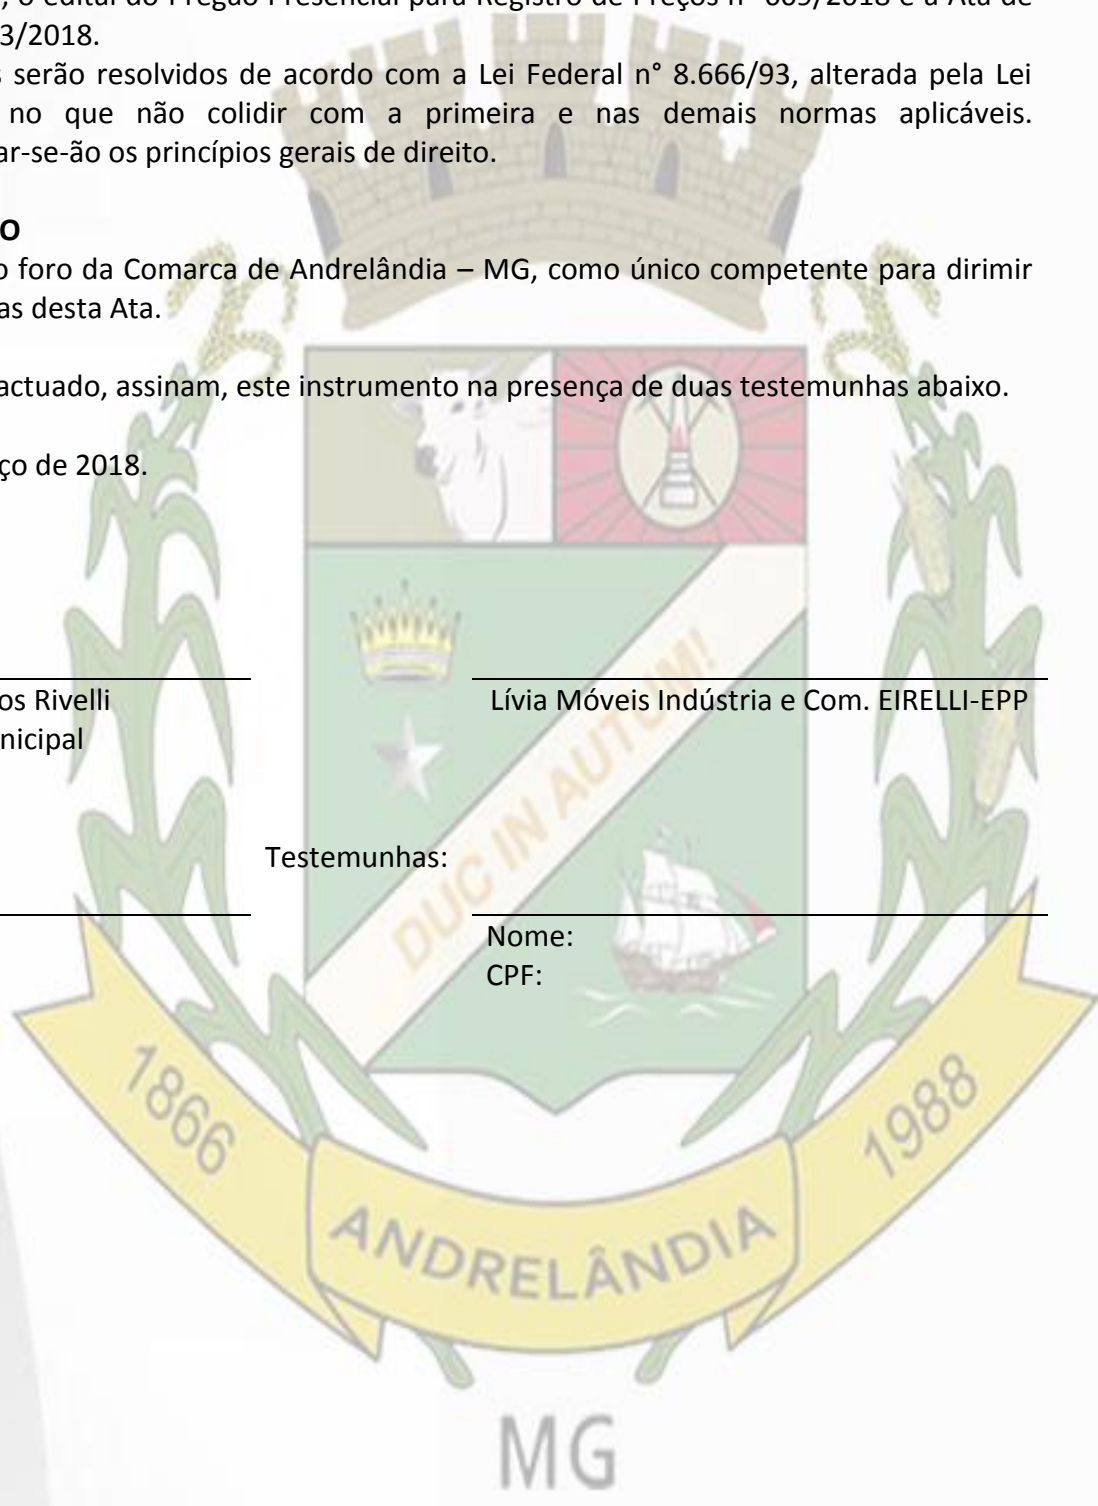 o edital do Pregão Presencial para Registro de Preços nº 009/2018 e a Ata de
3/2018.
s serão resolvidos de acordo com a Lei Federal n° 8.666/93, alterada pela Lei
no que não colidir com a primeira e nas demais normas aplicáveis.
ar-se-ão os princípios gerais de direito.
O
o foro da Comarca de Andrelândia – MG, como único competente para dirimir
as desta Ata.
actuado, assinam, este instrumento na presença de duas testemunhas abaixo.
ço de 2018.
os Rivelli
Lívia Móveis Indústria e Com. EIRELLI-EPP
nicipal
Testemunhas:
Nome:
CPF:
DUC IN AUTUM!
1866
ANDRELÂNDIA
1988
MG